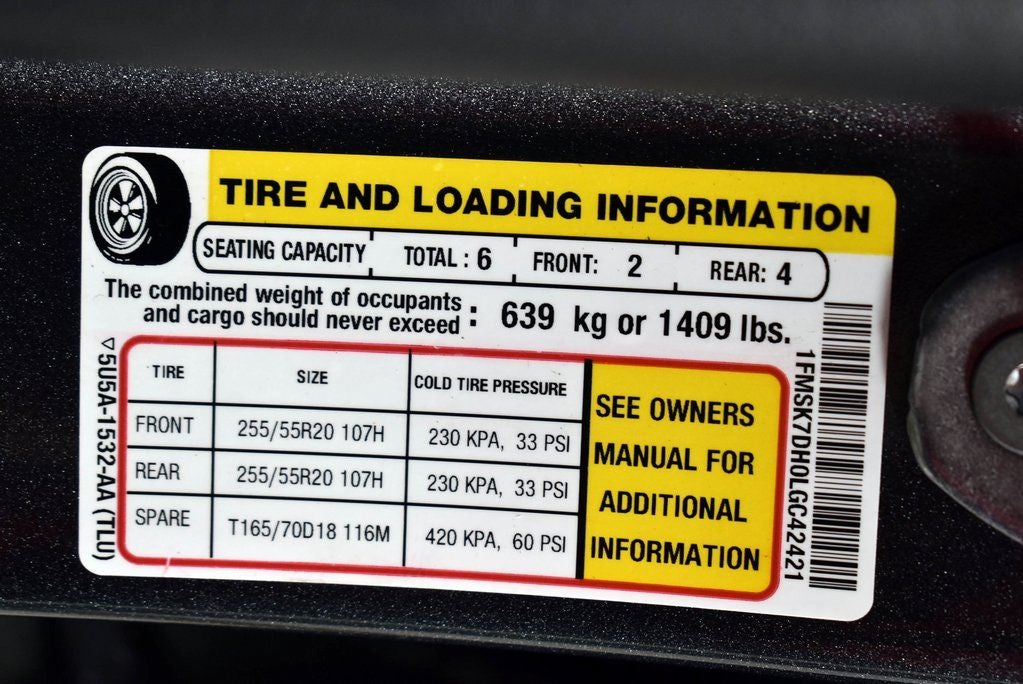 TIRE AND LOADING INFORMATION
SEATING CAPACITY TOTAL : 6 FRONT: 2 REAR: 4
The combined weight of occupants
and cargo should never exceed : 639 kg or 1409 lbs.
TIRE SIZE COLD TIRE PRESSURE
FRONT 255/55R20 107H 230 KPA, 33 PSI
REAR 255/55R20 107H 230 KPA, 33 PSI
SPARE T165/70D18 116M 420 KPA, 60 PSI
SEE OWNERS
MANUAL FOR
ADDITIONAL
INFORMATION
▽5U5A-1532-AA (TLU)
1FMSK7DH0LGC42421